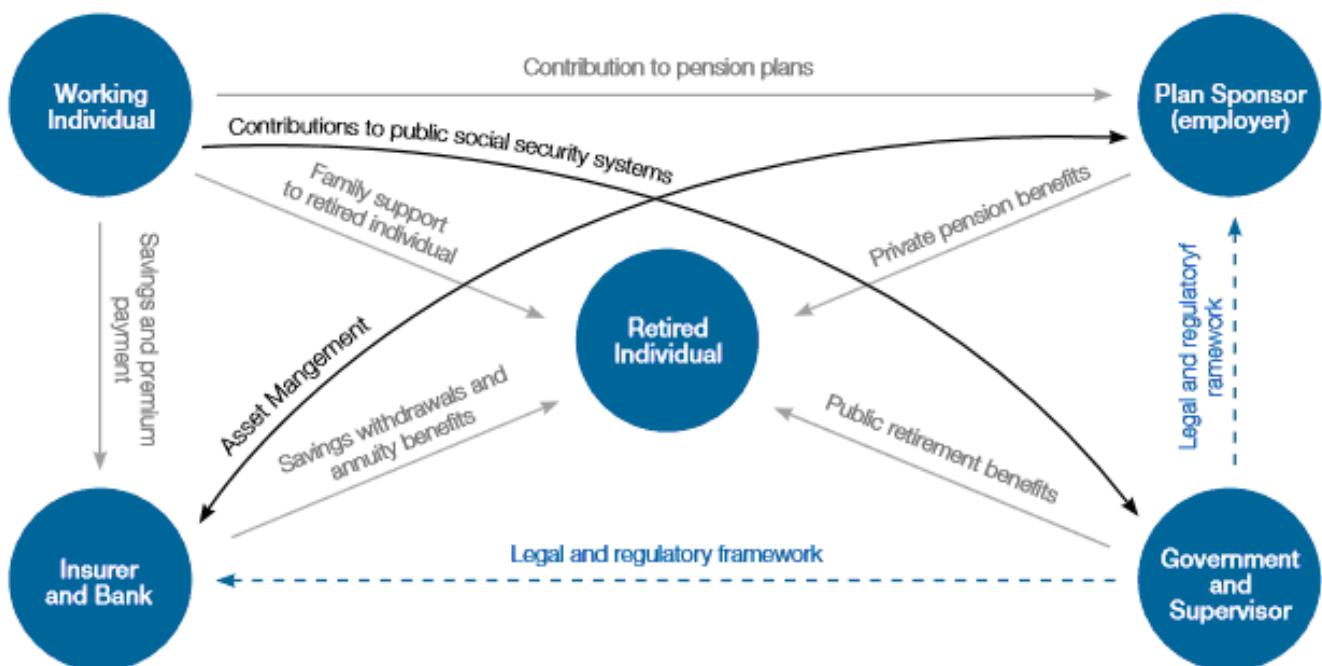 Working
Individual
Contribution to pension plans
Plan Sponsor
(employer)
Contributions to public social security systems
Family support
to retired individual
Private pension benefits
Savings and premium
payment
Retired
Individual
Legal and regulatoryf
ramework
Asset Mangement
Savings withdrawals and
annuity benefits
Public retirement benefits
Insurer
and Bank
Legal and regulatory framework
Government
and
Supervisor